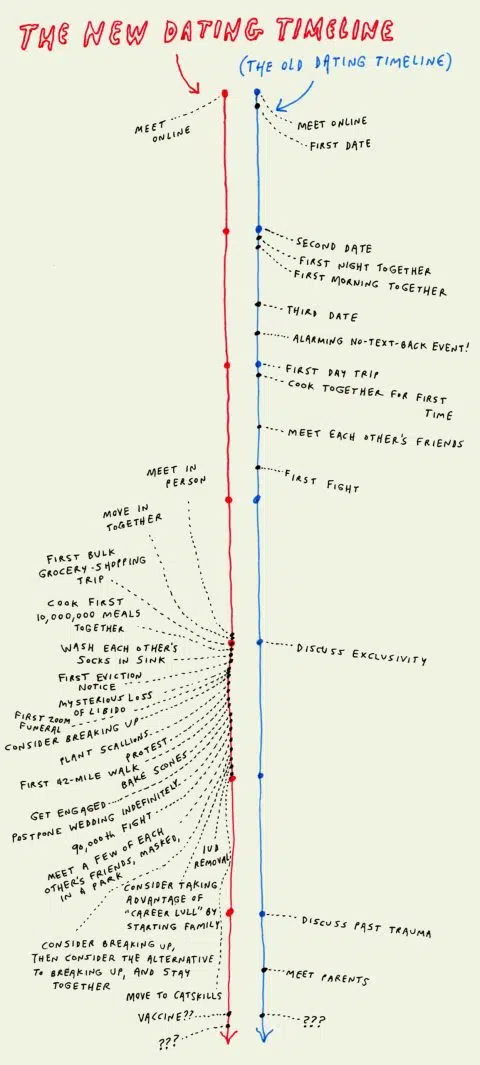 THE NEW DATING TIMELINE
(THE OLD DATING TIMELINE)
MEET
ONLINE
MEET ONLINE
FIRST DATE
SECOND DATE
FIRST NIGHT TOGETHER
FIRST MORNING TOGETHER
THIRD DATE
ALARMING NO-TEXT-BACK EVENT!
FIRST DAY TRIP
COOK TOGETHER FOR FIRST
TIME
MEET EACH OTHER'S FRIENDS
FIRST FIGHT
MEET IN
PERSON
MOVE IN
TOGETHER
FIRST BULK
GROCERY-SHOPPING
TRIP
COOK FIRST
10,000,000 MEALS
TOGETHER
WASH EACH OTHER'S
SOCKS IN SINK
DISCUSS EXCLUSIVITY
FIRST EVICTION
NOTICE
MYSTERIOUS LOSS
OF LIBIDO
FIRST ZOOM
FUNERAL
CONSIDER BREAKING UP
PLANT SCALLIONS
PROTEST
FIRST 42-MILE WALK
BAKE SCONES
GET ENGAGED
POSTPONE WEDDING INDEFINITELY
90,000th FIGHT
MEET A FEW OF EACH
OTHER'S FRIENDS, MASKED,
IN A PARK
IUD
REMOVAL
CONSIDER TAKING
ADVANTAGE OF
"CAREER LULL" BY
STARTING FAMILY
DISCUSS PAST TRAUMA
CONSIDER BREAKING UP,
THEN CONSIDER THE ALTERNATIVE
TO BREAKING UP, AND STAY
TOGETHER
MEET PARENTS
MOVE TO CATSKILLS
VACCINE??
???
???